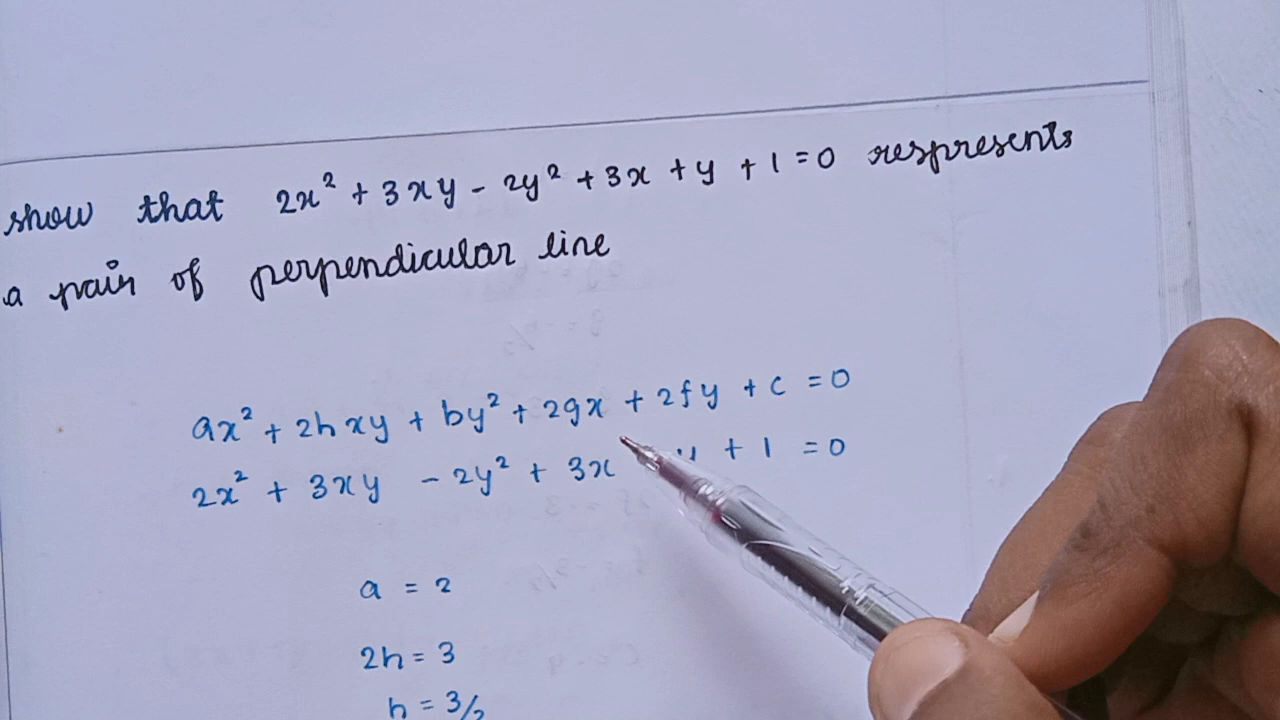 show that 2x² + 3xy - 2y² + 3x + y + 1 = 0 respresents
a pair of perpendicular line
ax² + 2hxy + by² + 2gx + 2fy + c = 0
2x² + 3xy - 2y² + 3x y + 1 = 0
a = 2
2h = 3
h = 3/2